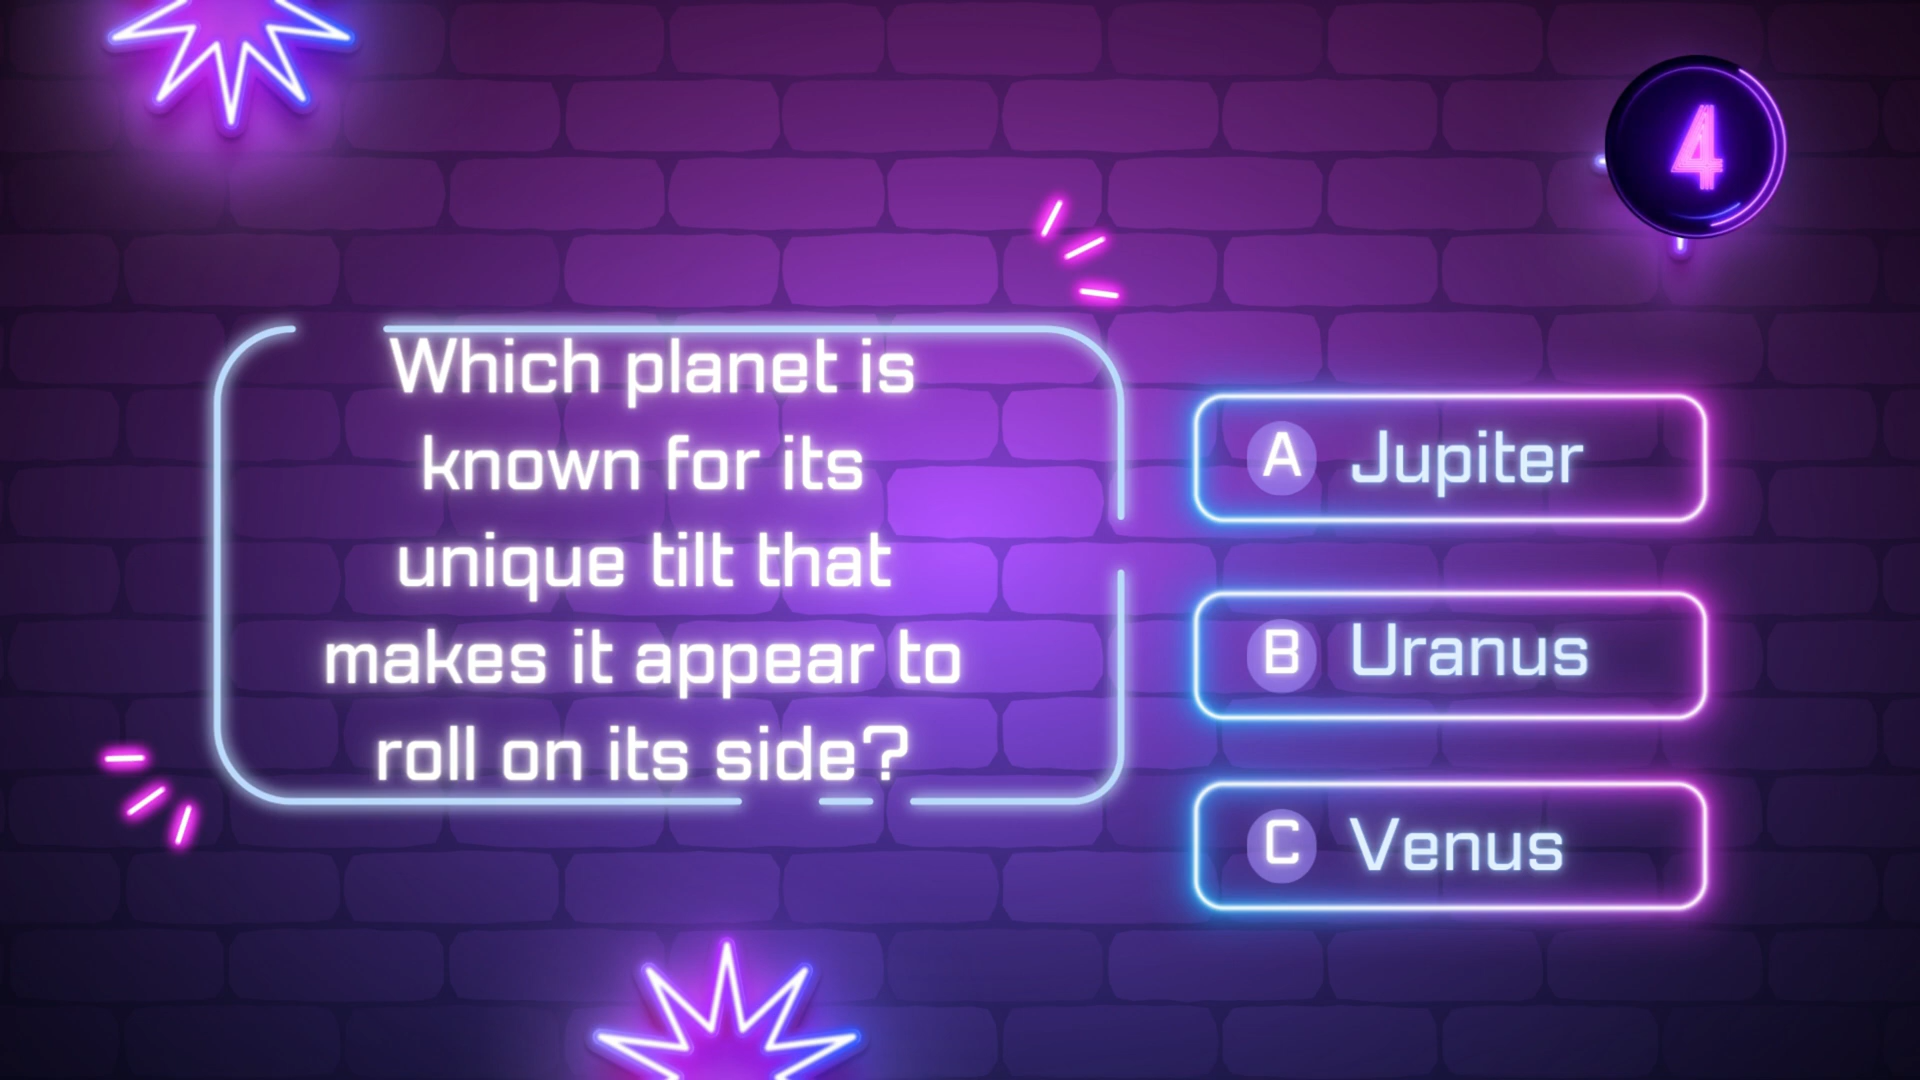 4
Which planet is
known for its
unique tilt that
makes it appear to
roll on its side?
A Jupiter
B Uranus
C Venus